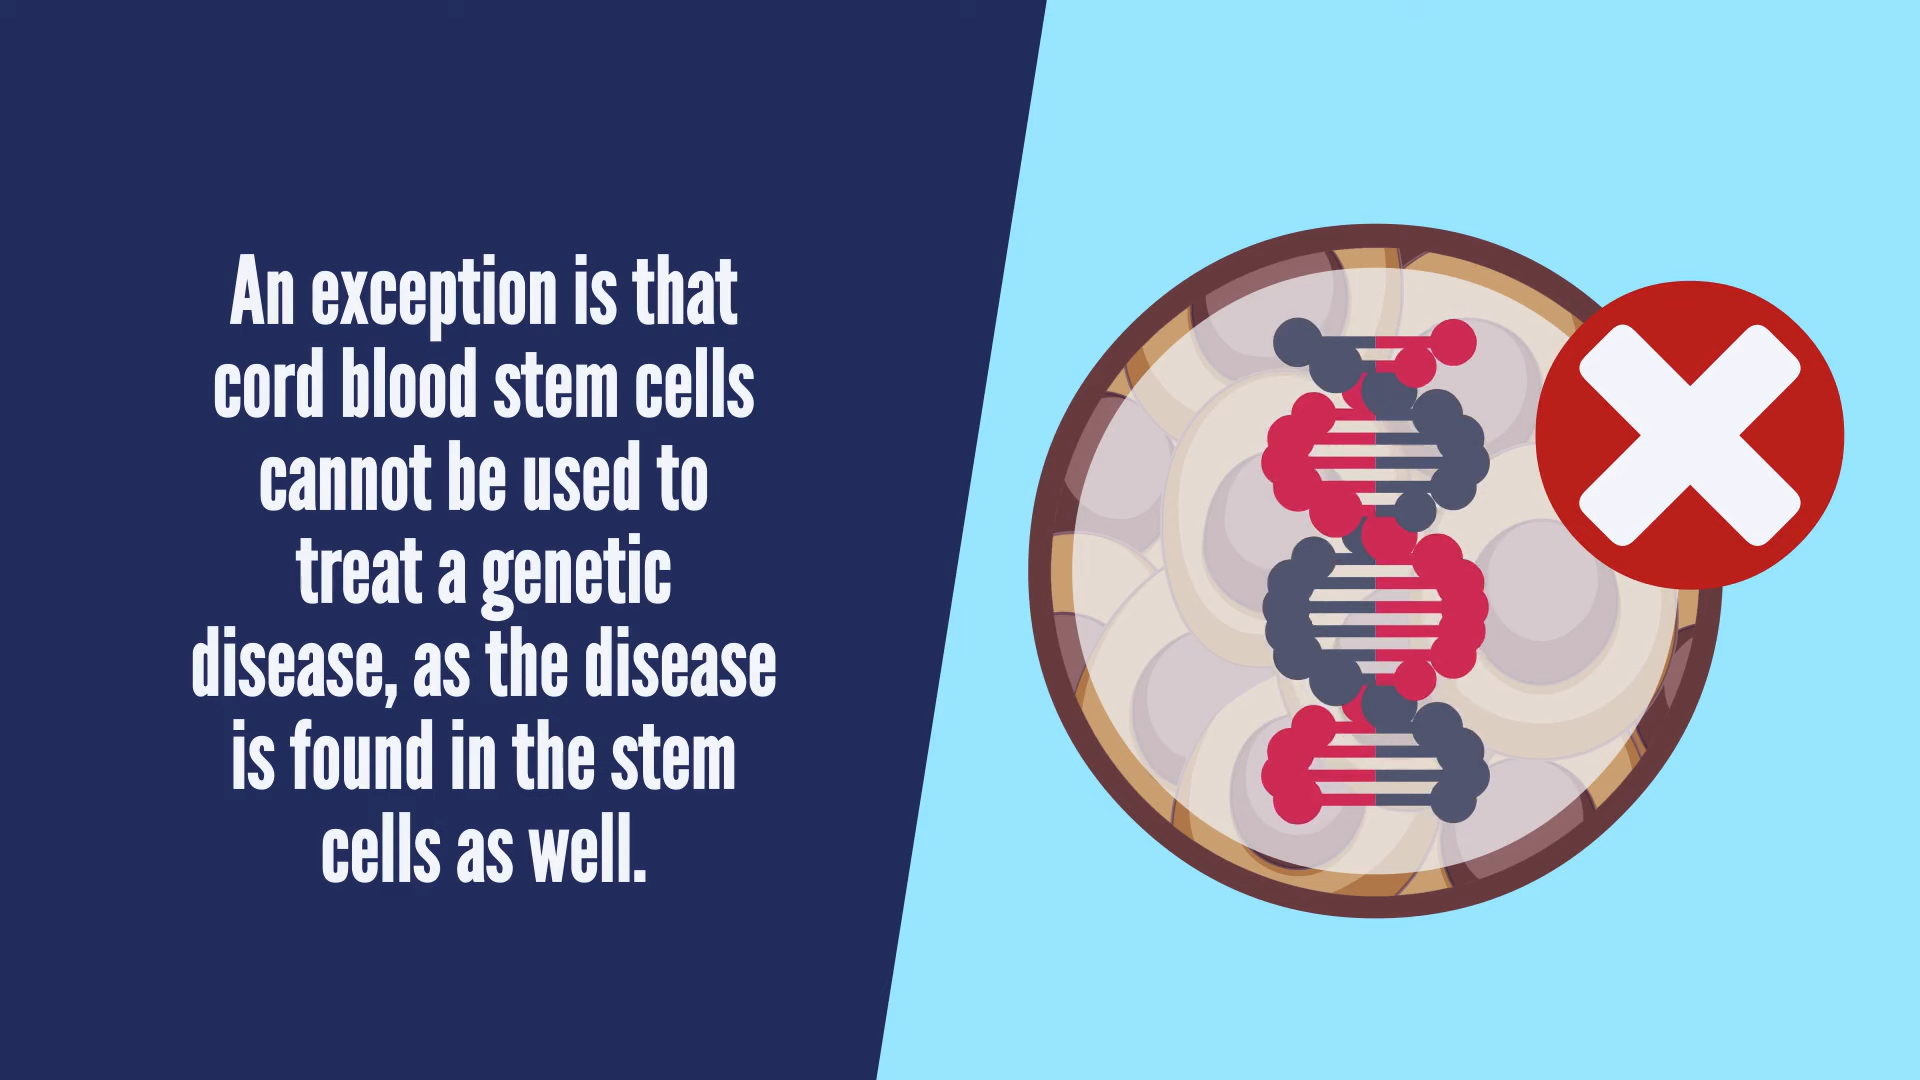 An exception is that
cord blood stem cells
cannot be used to
treat a genetic
disease, as the disease
is found in the stem
cells as well.